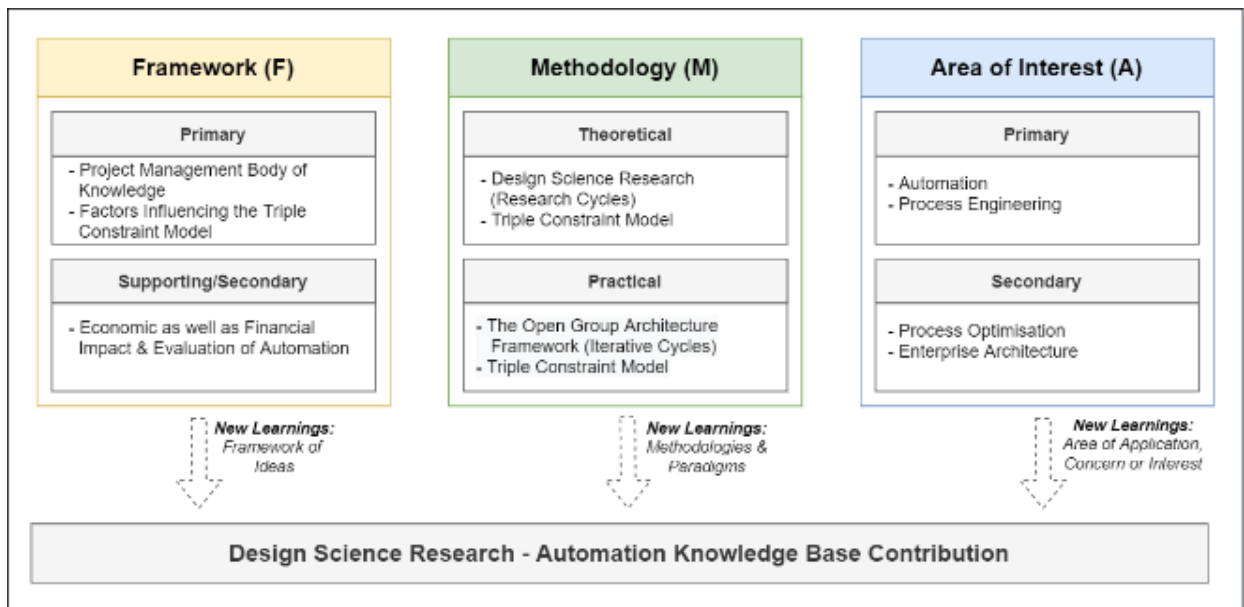 Framework (F)
Primary
- Project Management Body of
Knowledge
- Factors Influencing the Triple
Constraint Model
Supporting/Secondary
- Economic as well as Financial
Impact & Evaluation of Automation
New Learnings:
Framework of
Ideas
Methodology (M)
Theoretical
- Design Science Research
(Research Cycles)
- Triple Constraint Model
Practical
- The Open Group Architecture
Framework (Iterative Cycles)
- Triple Constraint Model
New Learnings:
Methodologies &
Paradigms
Area of Interest (A)
Primary
- Automation
- Process Engineering
Secondary
- Process Optimisation
- Enterprise Architecture
New Learnings:
Area of Application,
Concern or Interest
Design Science Research - Automation Knowledge Base Contribution